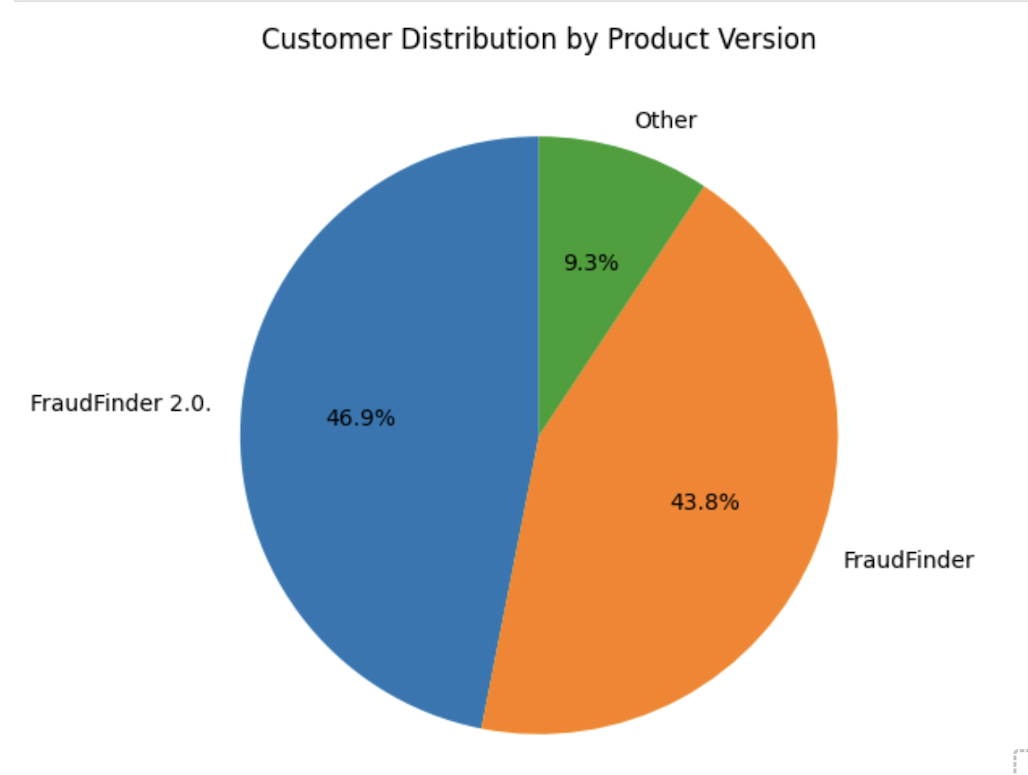 Customer Distribution by Product Version
Other
9.3%
FraudFinder 2.0.
46.9%
43.8%
FraudFinder